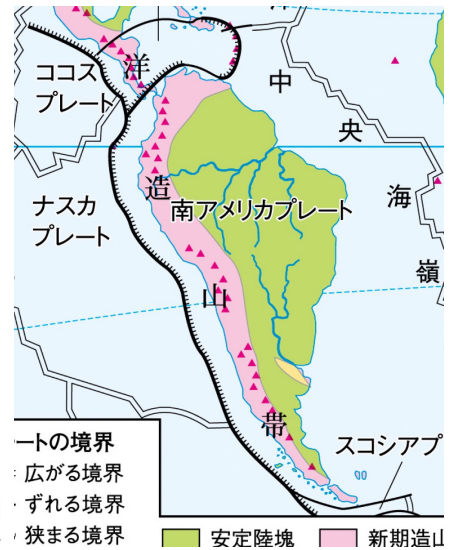 ココス
プレート
洋
中
央
海
嶺
ナスカ
プレート
造
南アメリカプレート
山
帯
スコシアプ
ートの境界
広がる境界
ずれる境界
狭まる境界
安定陸塊
新期造山